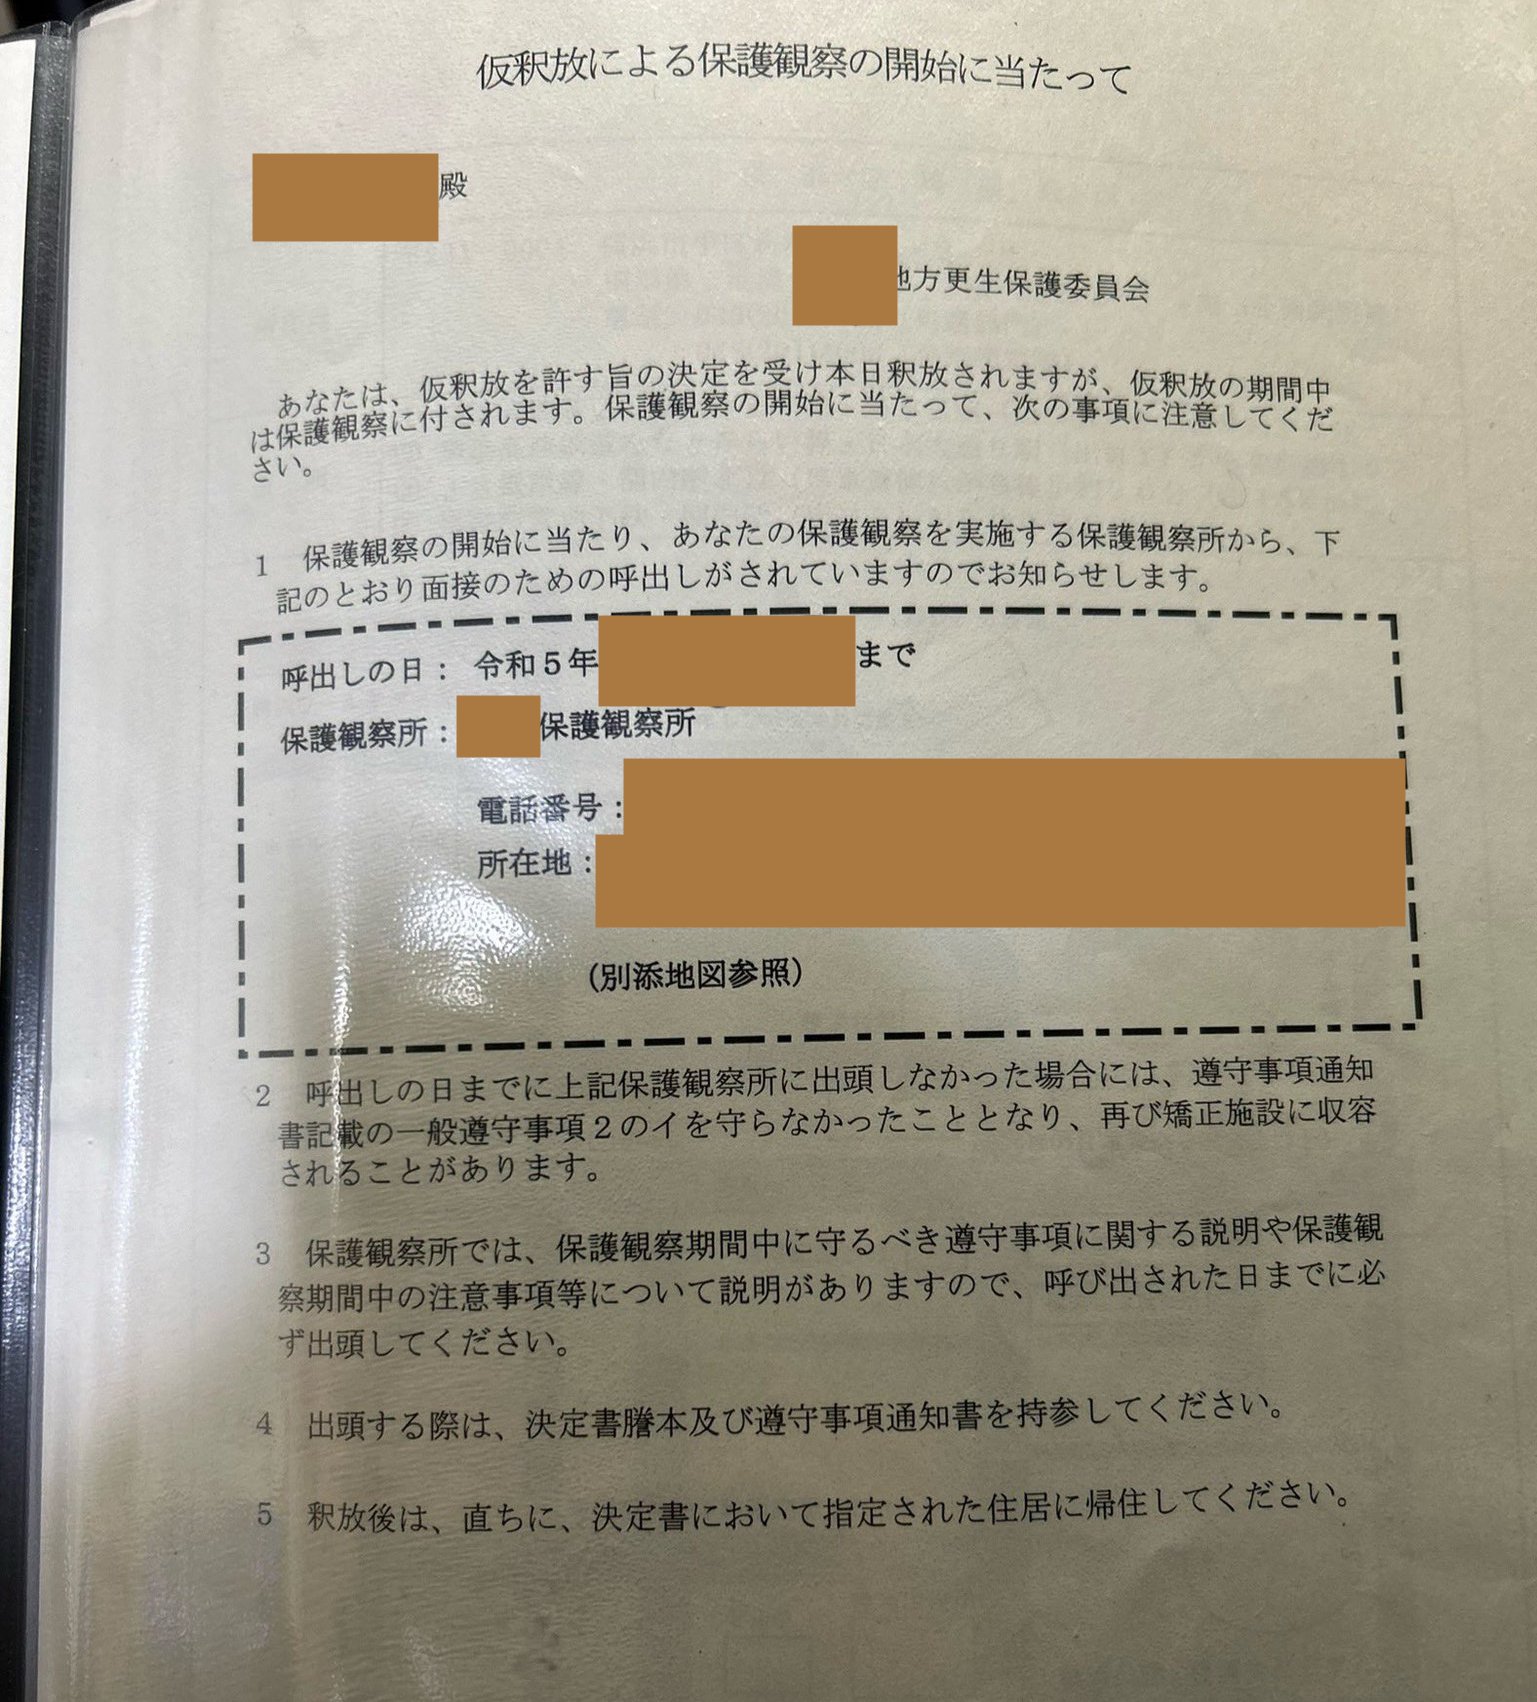 仮釈放による保護観察の開始に当たって
殿
地方更生保護委員会
あなたは、仮釈放を許す旨の決定を受け本日釈放されますが、仮釈放の期間中
は保護観察に付されます。保護観察の開始に当たって、次の事項に注意してくだ
さい。
1 保護観察の開始に当たり、あなたの保護観察を実施する保護観察所から、下
記のとおり面接のための呼出しがされていますのでお知らせします。
呼出しの日： 令和５年 まで
保護観察所： 保護観察所
電話番号：
所在地：
（別添地図参照）
2 呼出しの日までに上記保護観察所に出頭しなかった場合には、遵守事項通知
書記載の一般遵守事項２のイを守らなかったこととなり、再び矯正施設に収容
されることがあります。
3 保護観察所では、保護観察期間中に守るべき遵守事項に関する説明や保護観
察期間中の注意事項等について説明がありますので、呼び出された日までに必
ず出頭してください。
4 出頭する際は、決定書謄本及び遵守事項通知書を持参してください。
5 釈放後は、直ちに、決定書において指定された住居に帰住してください。